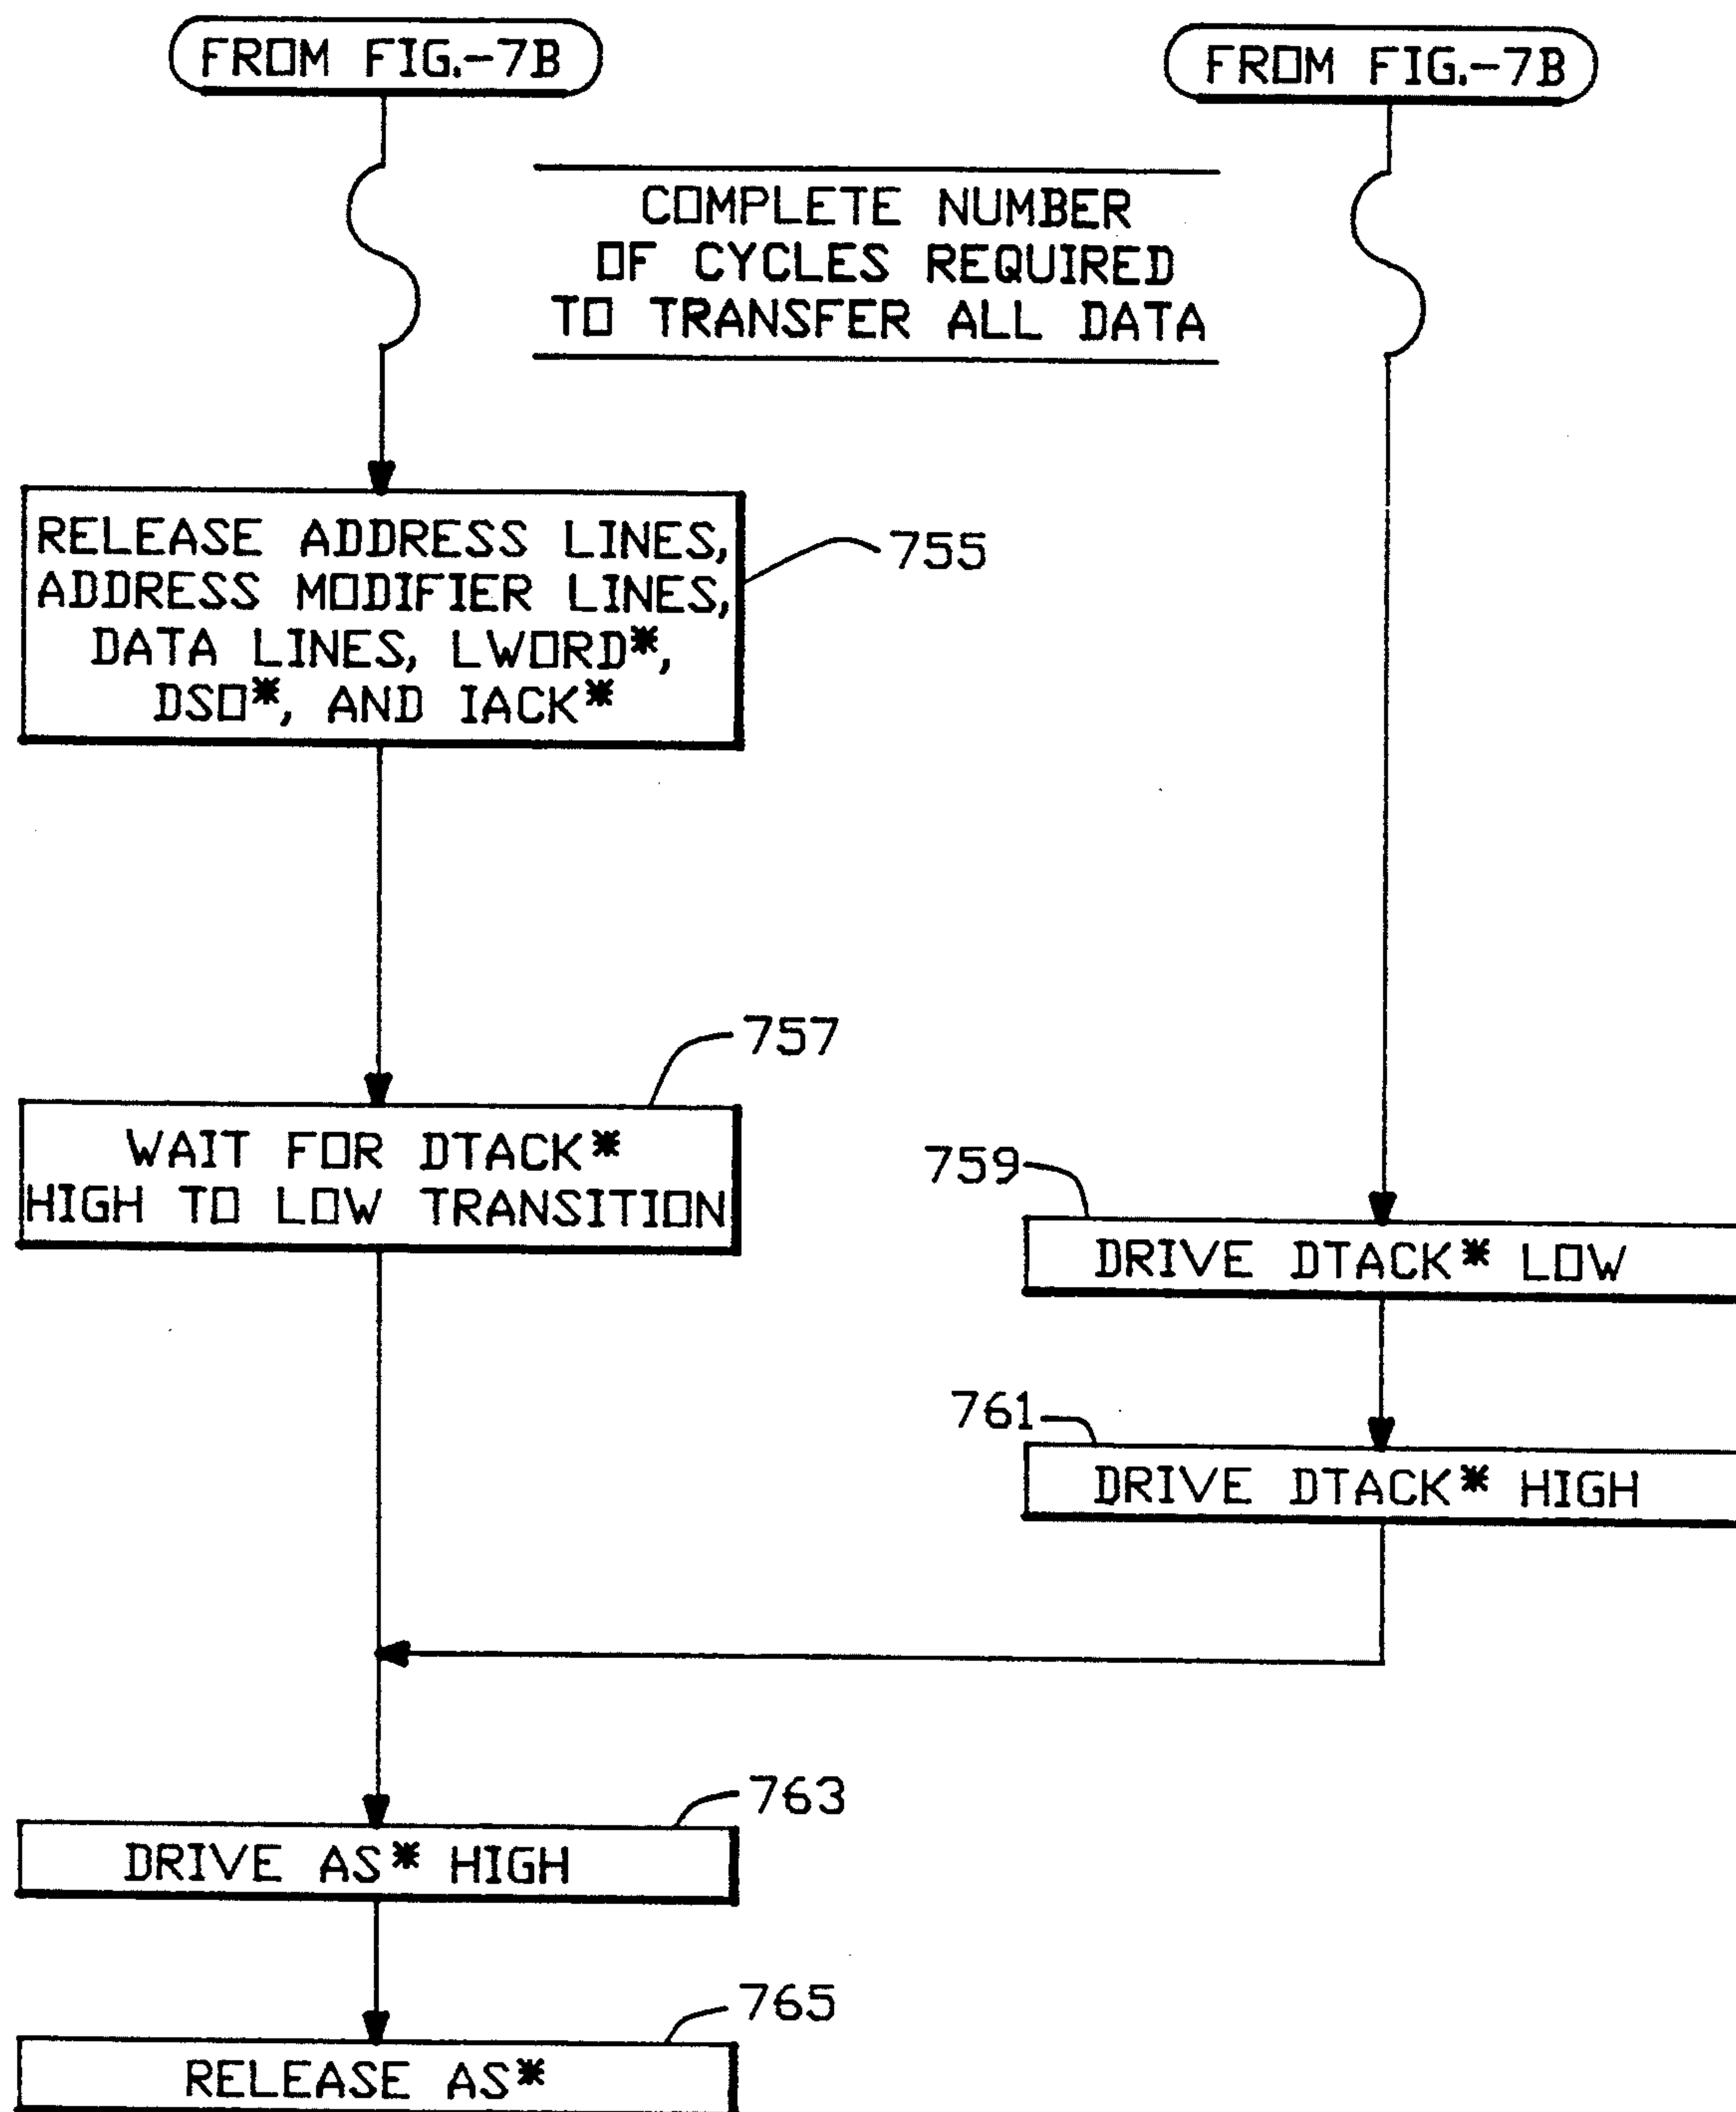 FROM FIG.-7B
FROM FIG.-7B
COMPLETE NUMBER
OF CYCLES REQUIRED
TO TRANSFER ALL DATA
RELEASE ADDRESS LINES,
ADDRESS MODIFIER LINES,
DATA LINES, LWORD*,
DSO*, AND IACK*
755
757
WAIT FOR DTACK*
HIGH TO LOW TRANSITION
759
DRIVE DTACK* LOW
761
DRIVE DTACK* HIGH
763
DRIVE AS* HIGH
765
RELEASE AS*